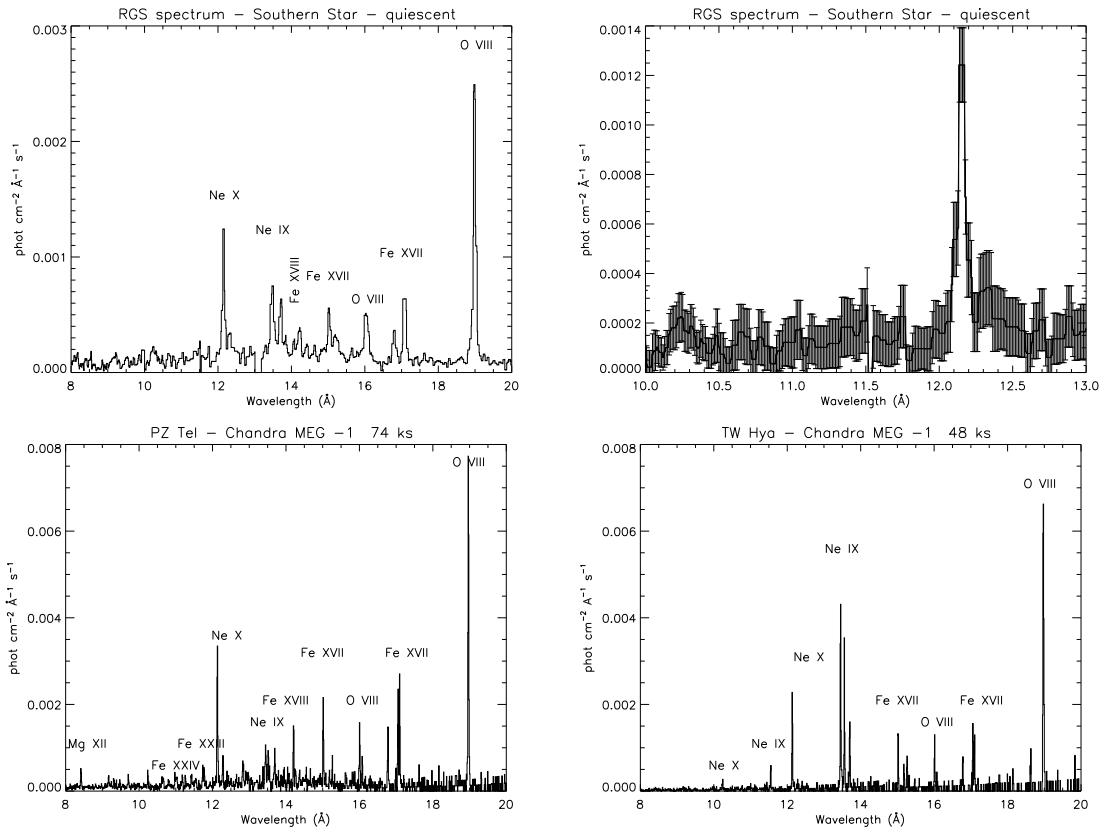 RGS spectrum – Southern Star – quiescent
0.003
0.002
0.001
0.000
phot cm⁻² Å⁻¹ s⁻¹
O VIII
Ne X
Ne IX
Fe XVIII
Fe XVII
O VIII
Fe XVII
8 10 12 14 16 18 20
Wavelength (Å)
RGS spectrum – Southern Star – quiescent
0.0014
0.0012
0.0010
0.0008
0.0006
0.0004
0.0002
0.0000
phot cm⁻² Å⁻¹ s⁻¹
10.0 10.5 11.0 11.5 12.0 12.5 13.0
Wavelength (Å)
PZ Tel – Chandra MEG –1 74 ks
0.008
0.006
0.004
0.002
0.000
phot cm⁻² Å⁻¹ s⁻¹
O VIII
Ne X
Fe XVII
Fe XVII
Fe XVIII
O VIII
Ne IX
Mg XII
Fe XXIII
Fe XXIV
8 10 12 14 16 18 20
Wavelength (Å)
TW Hya – Chandra MEG –1 48 ks
0.008
0.006
0.004
0.002
0.000
phot cm⁻² A⁻¹ s⁻¹
O VIII
Ne IX
Ne X
Fe XVII
Fe XVII
O VIII
Ne IX
Ne X
8 10 12 14 16 18 20
Wavelength (Å)